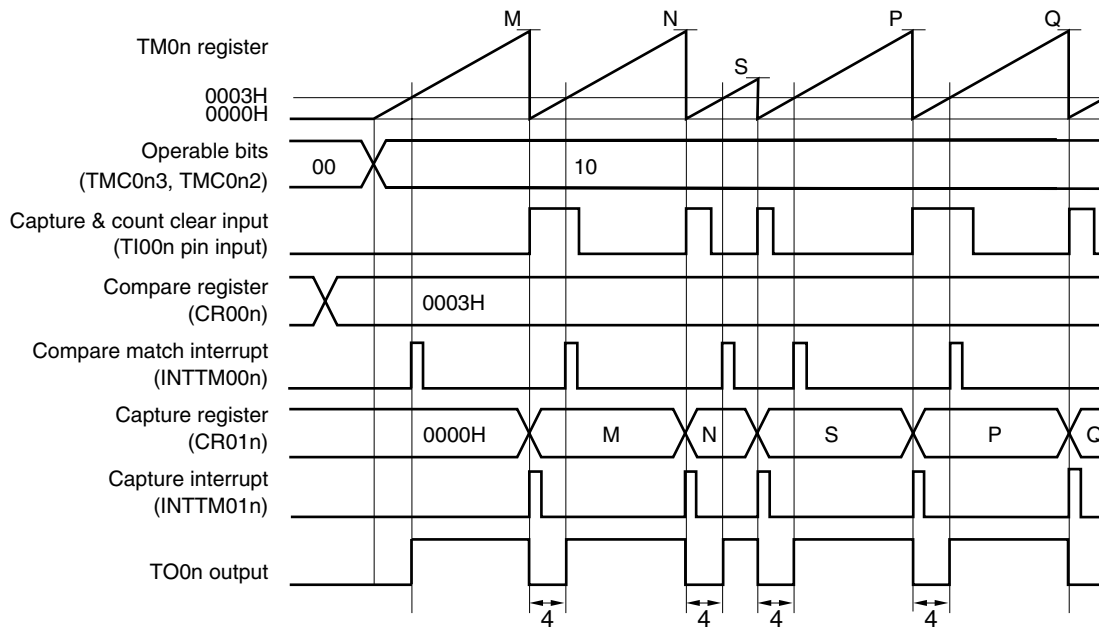 M N P Q
TM0n register
S
0003H
0000H
Operable bits
(TMC0n3, TMC0n2)
00 10
Capture & count clear input
(TI00n pin input)
Compare register
(CR00n)
0003H
Compare match interrupt
(INTTM00n)
Capture register
(CR01n)
0000H M N S P Q
Capture interrupt
(INTTM01n)
TO0n output
4 4 4 4